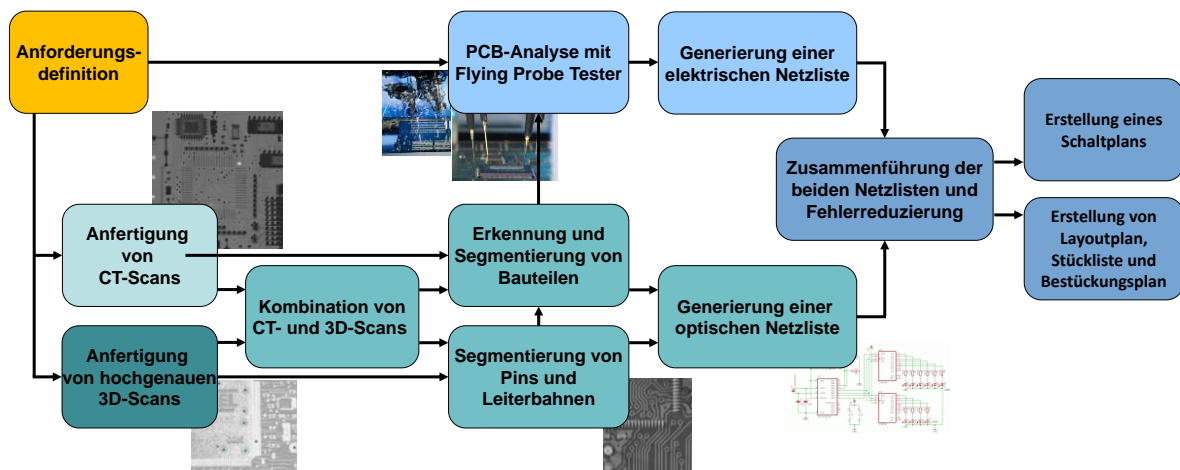 Anforderungs-
definition
PCB-Analyse mit
Flying Probe Tester
Generierung einer
elektrischen Netzliste
Erstellung eines
Schaltplans
Zusammenführung der
beiden Netzlisten und
Fehlerreduzierung
Erstellung von
Layoutplan,
Stückliste und
Bestückungsplan
Anfertigung
von
CT-Scans
Erkennung und
Segmentierung von
Bauteilen
Kombination von
CT- und 3D-Scans
Generierung einer
optischen Netzliste
Anfertigung
von hochgenauen
3D-Scans
Segmentierung von
Pins und
Leiterbahnen